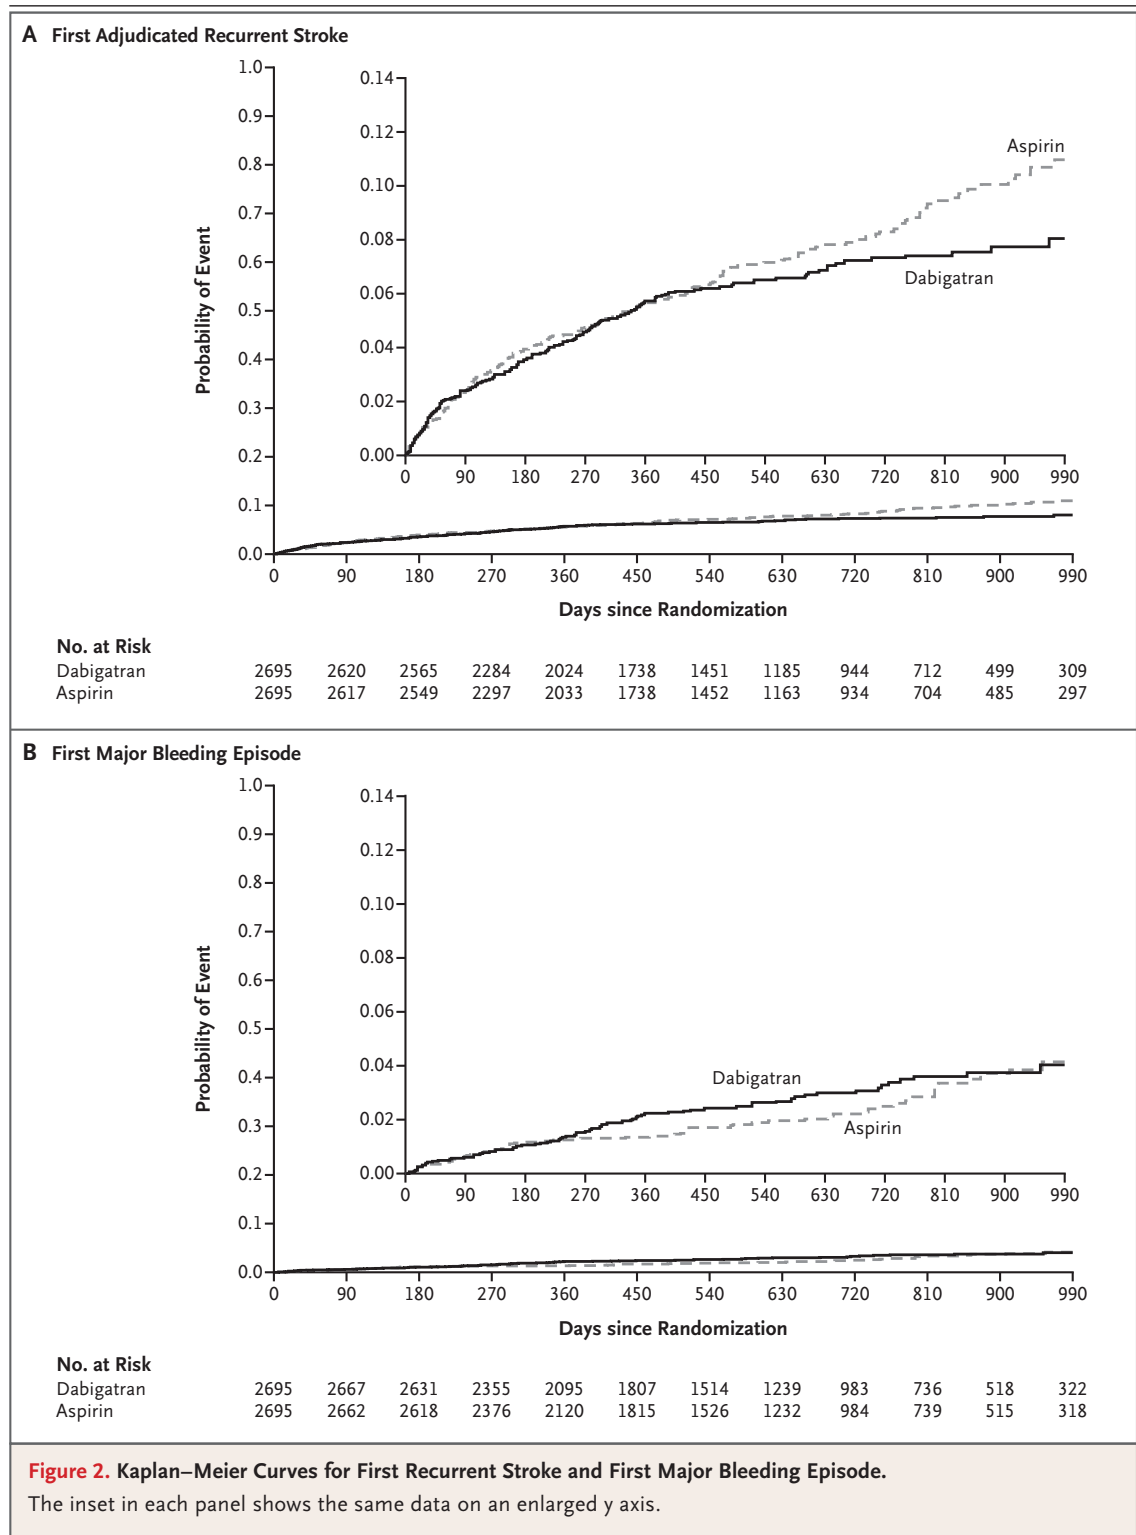 A First Adjudicated Recurrent Stroke
1.0
0.9
0.8
0.7
0.6
0.5
0.4
0.3
0.2
0.1
0.0
Probability of Event
0.14
0.12
0.10
0.08
0.06
0.04
0.02
0.00
Aspirin
Dabigatran
0 90 180 270 360 450 540 630 720 810 900 990
0 90 180 270 360 450 540 630 720 810 900 990
Days since Randomization
No. at Risk
Dabigatran 2695 2620 2565 2284 2024 1738 1451 1185 944 712 499 309
Aspirin 2695 2617 2549 2297 2033 1738 1452 1163 934 704 485 297
B First Major Bleeding Episode
1.0
0.9
0.8
0.7
0.6
0.5
0.4
0.3
0.2
0.1
0.0
Probability of Event
0.14
0.12
0.10
0.08
0.06
0.04
0.02
0.00
Dabigatran
Aspirin
0 90 180 270 360 450 540 630 720 810 900 990
0 90 180 270 360 450 540 630 720 810 900 990
Days since Randomization
No. at Risk
Dabigatran 2695 2667 2631 2355 2095 1807 1514 1239 983 736 518 322
Aspirin 2695 2662 2618 2376 2120 1815 1526 1232 984 739 515 318
Figure 2. Kaplan–Meier Curves for First Recurrent Stroke and First Major Bleeding Episode.
The inset in each panel shows the same data on an enlarged y axis.